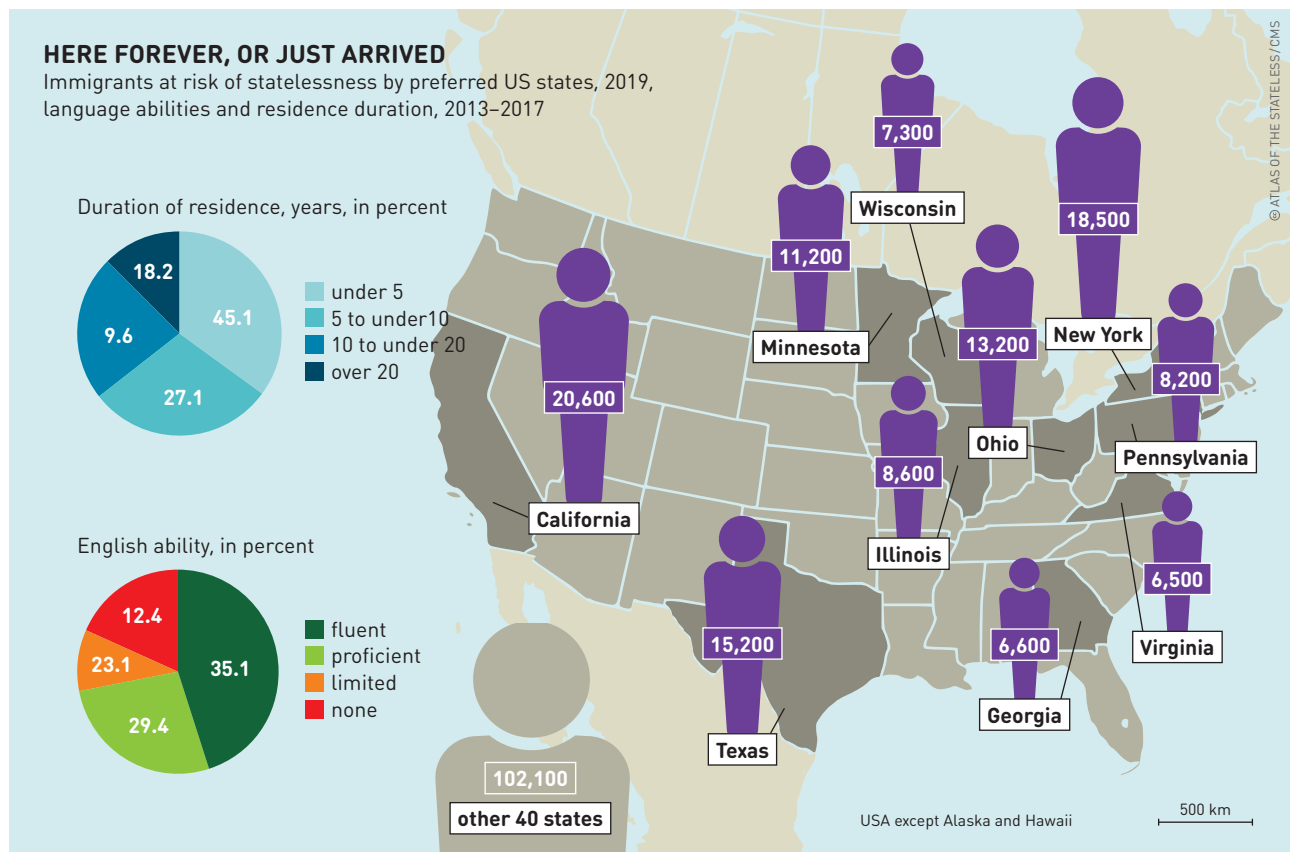 HERE FOREVER, OR JUST ARRIVED
Immigrants at risk of statelessness by preferred US states, 2019,
language abilities and residence duration, 2013–2017
Duration of residence, years, in percent
18.2
45.1
9.6
27.1
under 5
5 to under10
10 to under 20
over 20
English ability, in percent
12.4
35.1
23.1
29.4
fluent
proficient
limited
none
7,300
Wisconsin
18,500
New York
11,200
Minnesota
13,200
Ohio
8,200
Pennsylvania
20,600
California
8,600
Illinois
6,500
Virginia
15,200
Texas
6,600
Georgia
102,100
other 40 states
USA except Alaska and Hawaii
500 km
© ATLAS OF THE STATELESS / CMS